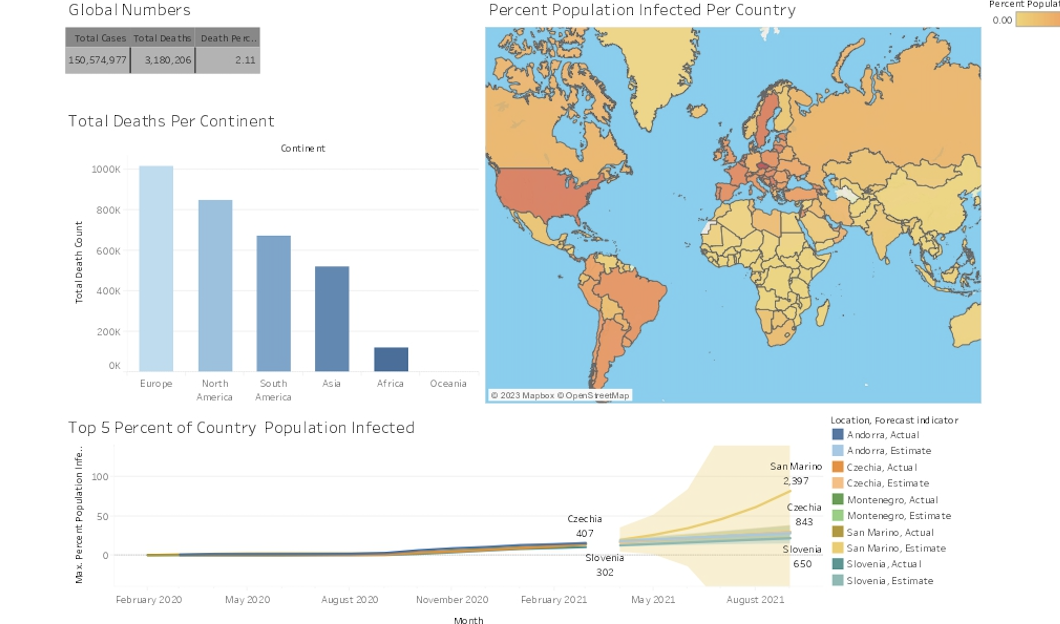 Global Numbers
Total Cases Total Deaths Death Perc..
150,574,977 3,180,206 2.11
Total Deaths Per Continent
Continent
Total Death Count
1000K
800K
600K
400K
200K
0K
Europe
North America
South America
Asia
Africa
Oceania
Percent Population Infected Per Country
© 2023 Mapbox © OpenStreetMap
Percent Populat
0.00
Top 5 Percent of Country Population Infected
Max. Percent Population Infe..
100
50
0
Czechia
407
Slovenia
302
San Marino
2,397
Czechia
843
Slovenia
650
February 2020
May 2020
August 2020
November 2020
February 2021
May 2021
August 2021
Month
Location, Forecast indicator
Andorra, Actual
Andorra, Estimate
Czechia, Actual
Czechia, Estimate
Montenegro, Actual
Montenegro, Estimate
San Marino, Actual
San Marino, Estimate
Slovenia, Actual
Slovenia, Estimate